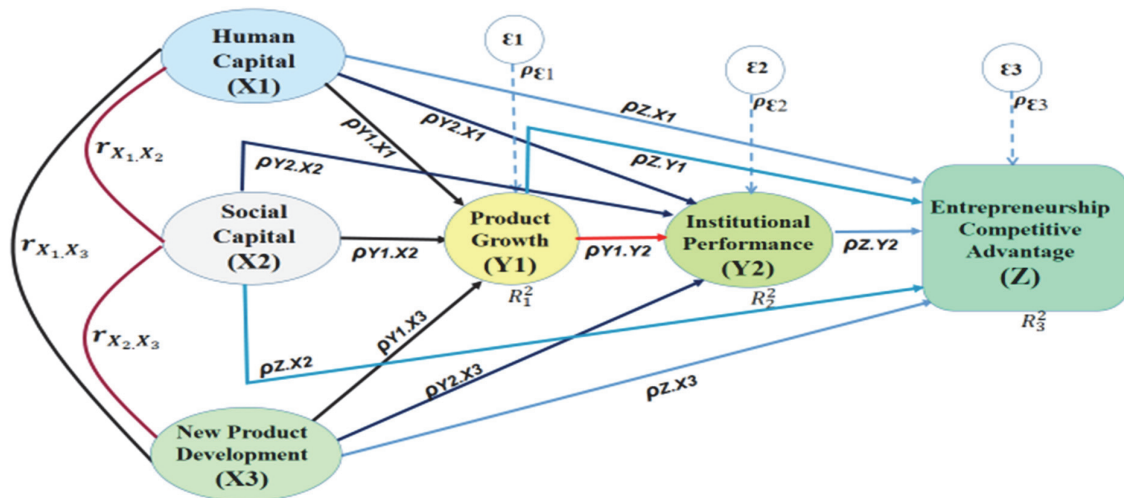 Human
Capital
(X1)
ε1
ρε1
ε2
ρε2
ε3
ρε3
rX1,X2
rX1,X3
rX2,X3
ρY1.X1
ρY2.X1
ρZ.X1
ρZ.Y1
ρY2.X2
Social
Capital
(X2)
ρY1.X2
Product
Growth
(Y1)
R₁²
ρY1.Y2
Institutional
Performance
(Y2)
R₂²
ρZ.Y2
Entrepreneurship
Competitive
Advantage
(Z)
R₃²
ρZ.X2
ρY1.X3
ρY2.X3
ρZ.X3
New Product
Development
(X3)